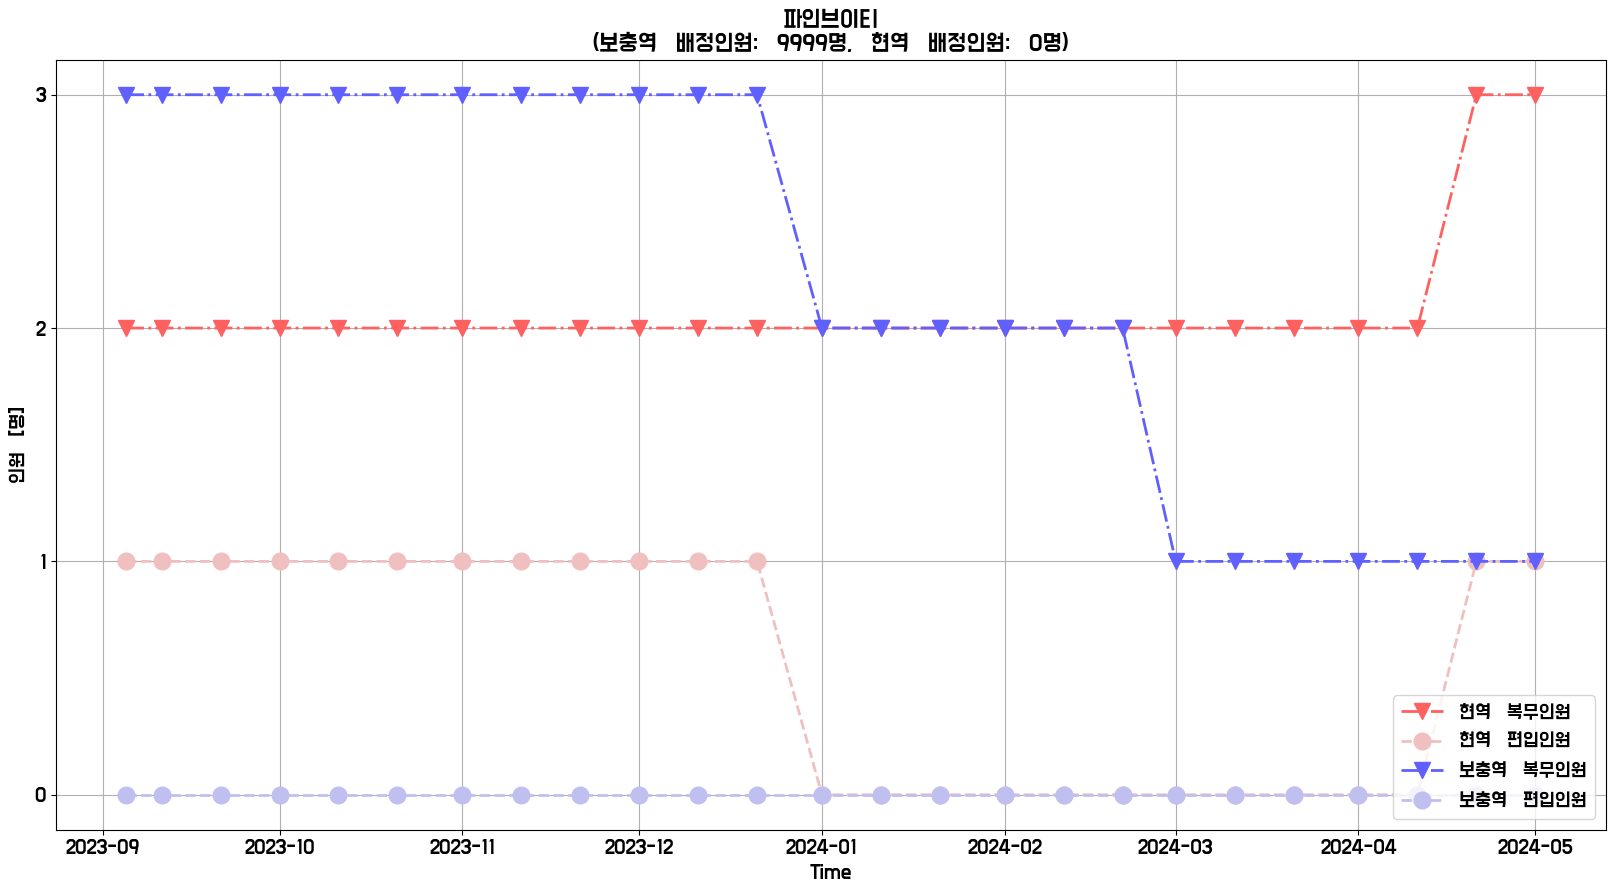 파인브이티
(보충역 배정인원: 9999명, 현역 배정인원: 0명)
3
2
1
0
인원 [명]
2023-09 2023-10 2023-11 2023-12 2024-01 2024-02 2024-03 2024-04 2024-05
Time
현역 복무인원
현역 편입인원
보충역 복무인원
보충역 편입인원